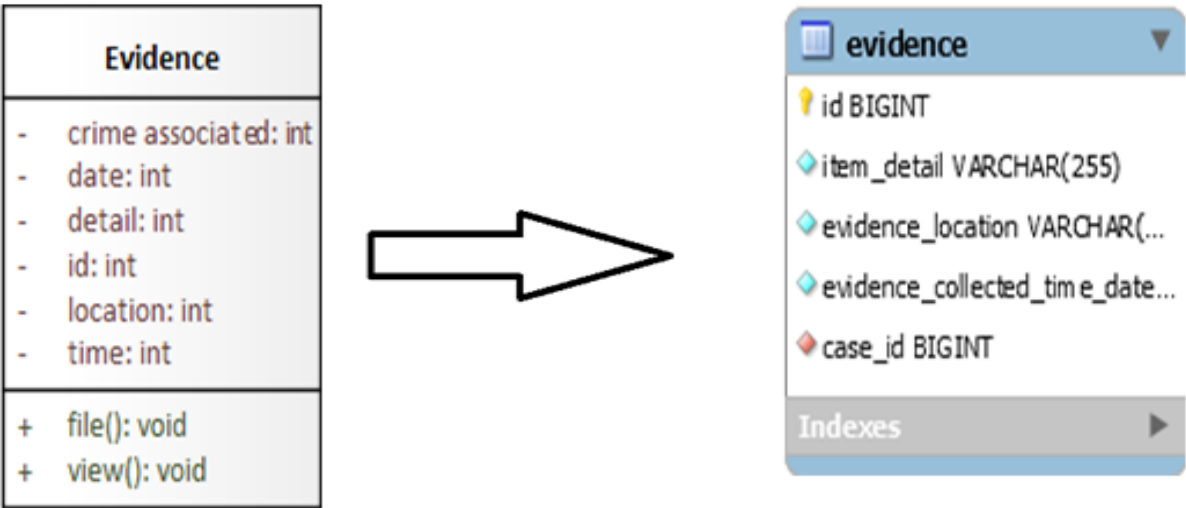 Evidence
- crime associated: int
- date: int
- detail: int
- id: int
- location: int
- time: int
+ file(): void
+ view(): void
evidence
id BIGINT
item_detail VARCHAR(255)
evidence_location VARCHAR(...
evidence_collected_time_date...
case_id BIGINT
Indexes